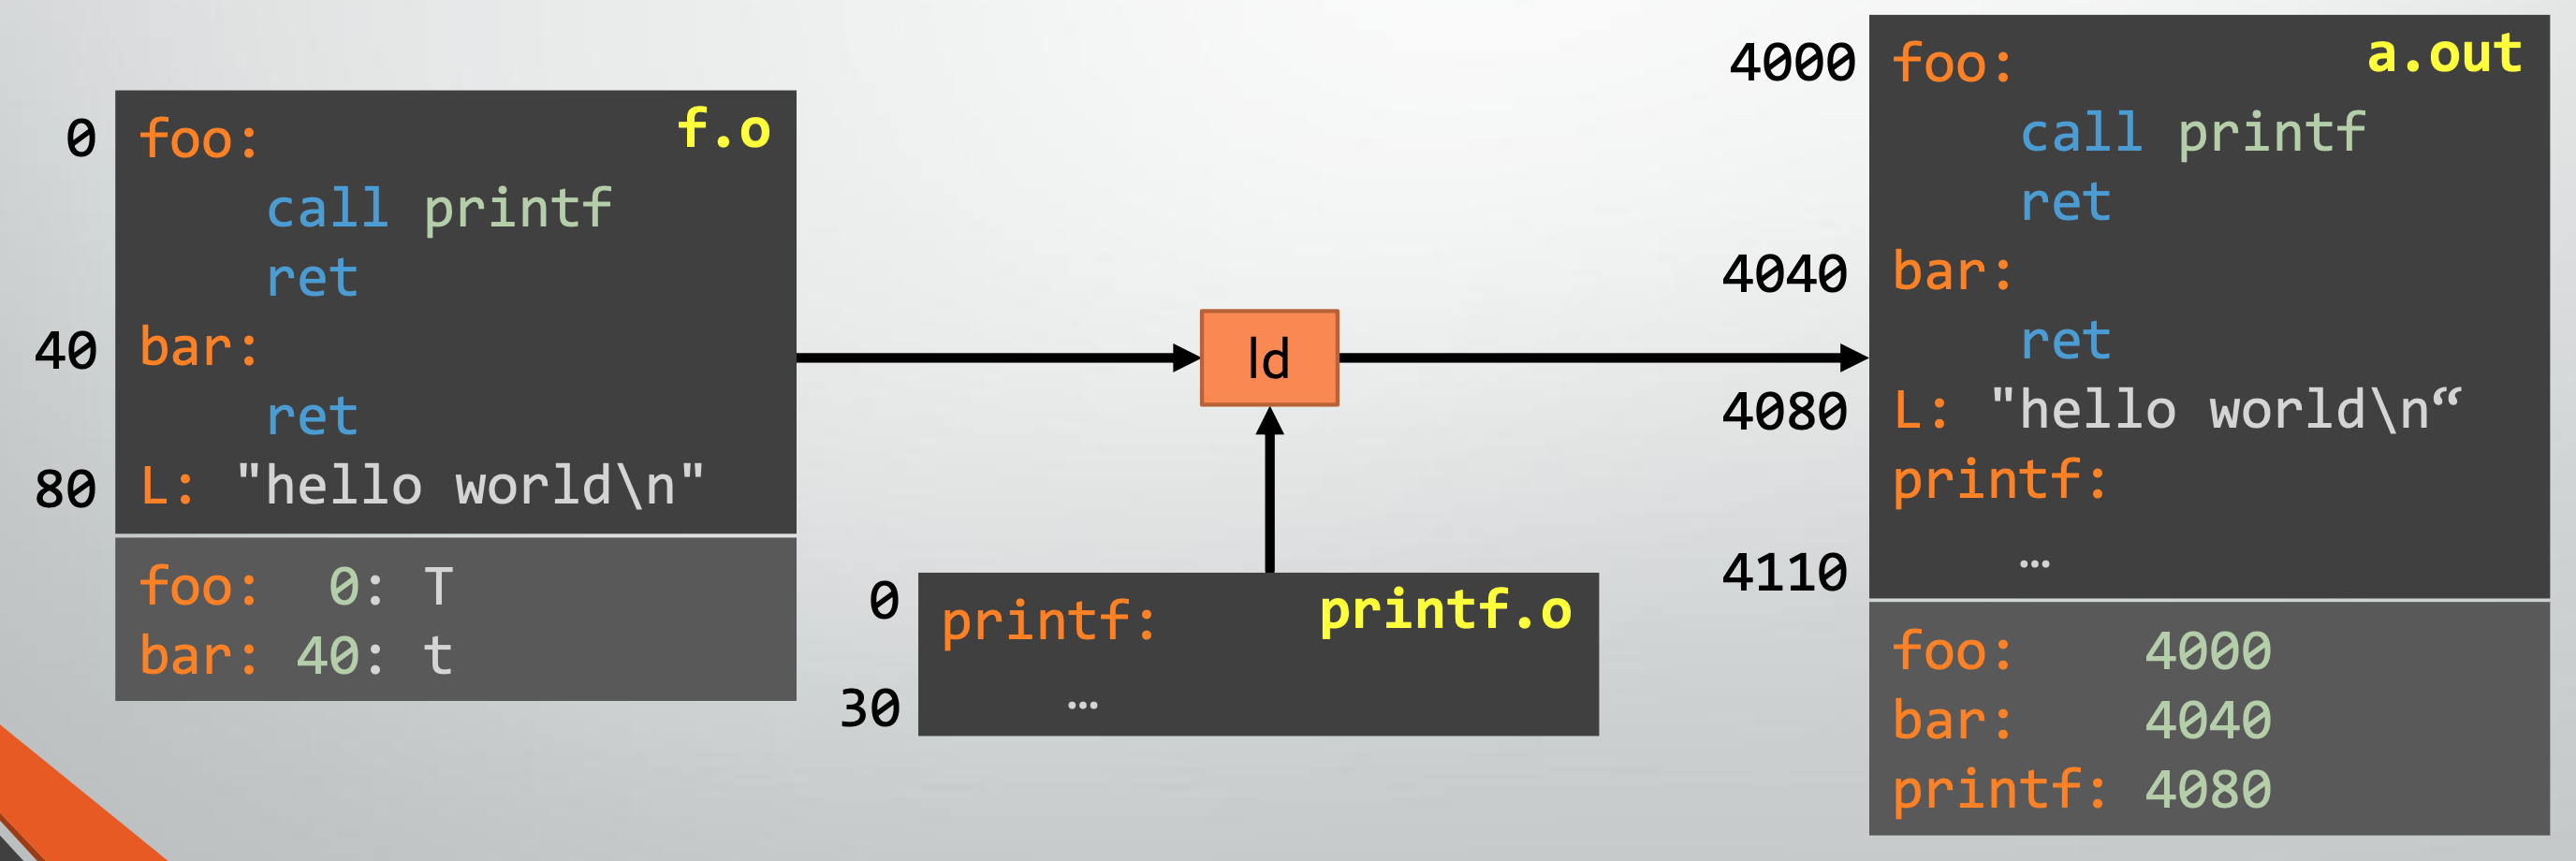 0 foo: f.o
call printf
ret
40 bar:
ret
80 L: "hello world\n"
foo: 0: T
bar: 40: t
ld
0 printf: printf.o
30 …
4000 foo: a.out
call printf
ret
4040 bar:
ret
4080 L: "hello world\n“
printf:
4110 …
foo: 4000
bar: 4040
printf: 4080